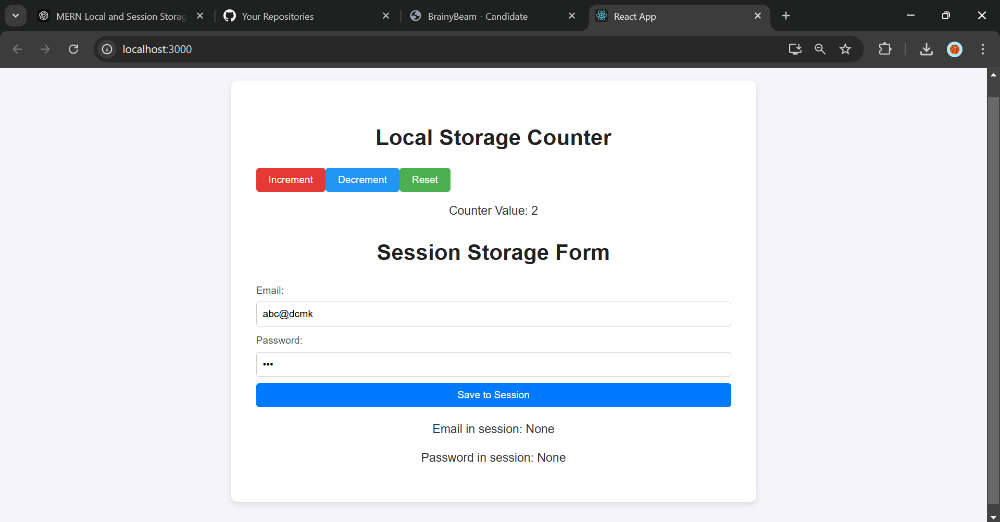 MERN Local and Session Storag
Your Repositories
BrainyBeam - Candidate
React App
localhost:3000
Local Storage Counter
Increment Decrement Reset
Counter Value: 2
Session Storage Form
Email:
abc@dcmk
Password:
•••
Save to Session
Email in session: None
Password in session: None